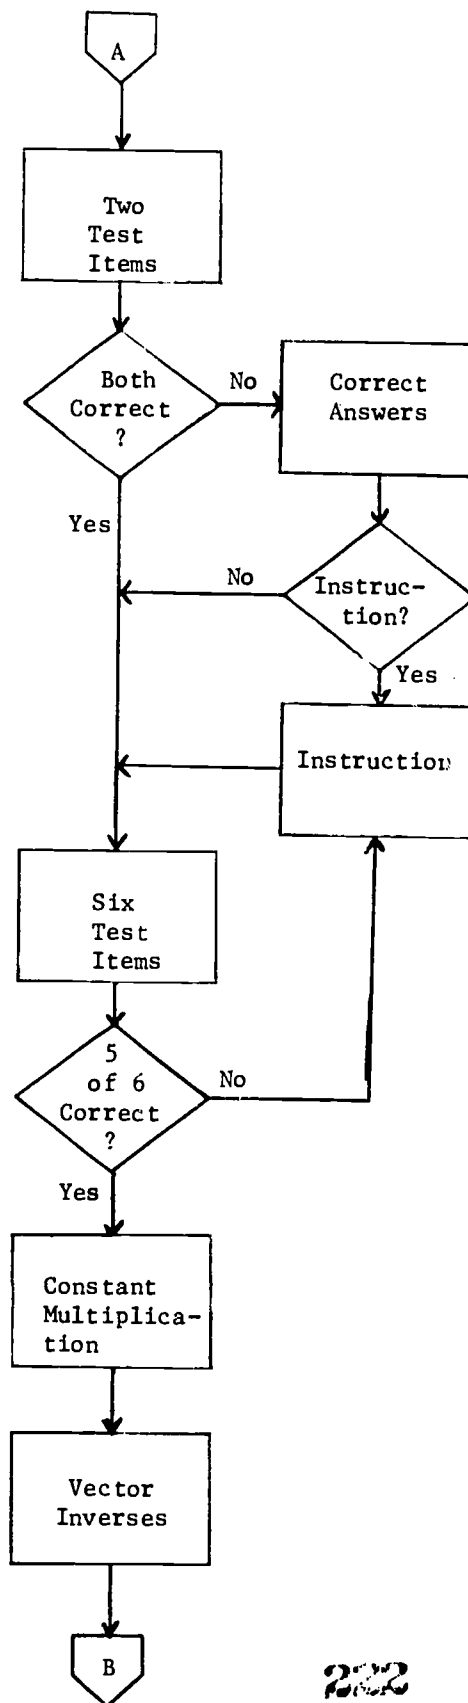 A
Two
Test
Items
Both
Correct
?
No
Correct
Answers
Yes
No
Instruc-
tion?
Yes
Instruction
Six
Test
Items
5
of 6
Correct
?
No
Yes
Constant
Multiplica-
tion
Vector
Inverses
B
222